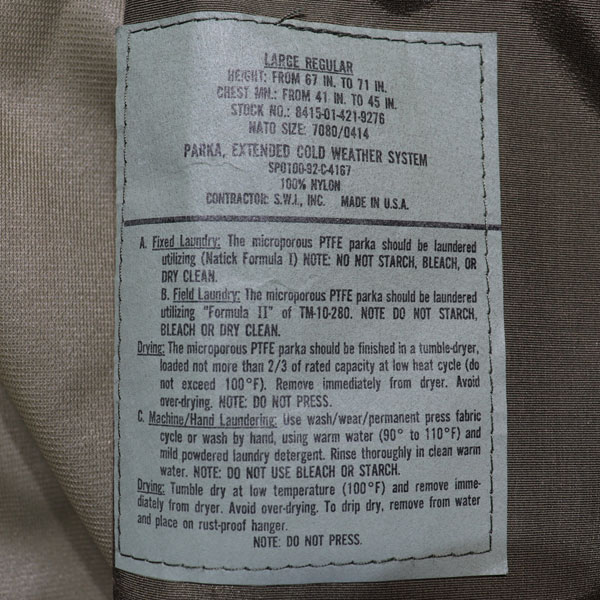 LARGE REGULAR
HEIGHT: FROM 67 IN. TO 71 IN.
CHEST MN.: FROM 41 IN. TO 45 IN.
STOCK NO.: 8415-01-421-9276
NATO SIZE: 7080/0414
PARKA, EXTENDED COLD WEATHER SYSTEM
SP0100-92-C-4167
100% NYLON
CONTRACTOR: S.W.I., INC. MADE IN U.S.A.
A. Fixed Laundry: The microporous PTFE parka should be laundered
utilizing (Natick Formula I) NOTE: NO NOT STARCH, BLEACH, OR
DRY CLEAN.
B. Field Laundry: The microporous PTFE parka should be laundered
utilizing "Formula II" of TM-10-280. NOTE DO NOT STARCH,
BLEACH OR DRY CLEAN.
Drying: The microporous PTFE parka should be finished in a tumble-dryer,
loaded not more than 2/3 of rated capacity at low heat cycle (do
not exceed 100°F). Remove immediately from dryer. Avoid
over-drying. NOTE: DO NOT PRESS.
C. Machine/Hand Laundering: Use wash/wear/permanent press fabric
cycle or wash by hand, using warm water (90° to 110°F) and
mild powdered laundry detergent. Rinse thoroughly in clean warm
water. NOTE: DO NOT USE BLEACH OR STARCH.
Drying: Tumble dry at low temperature (100°F) and remove imme-
diately from dryer. Avoid over-drying. To drip dry, remove from water
and place on rust-proof hanger.
NOTE: DO NOT PRESS.